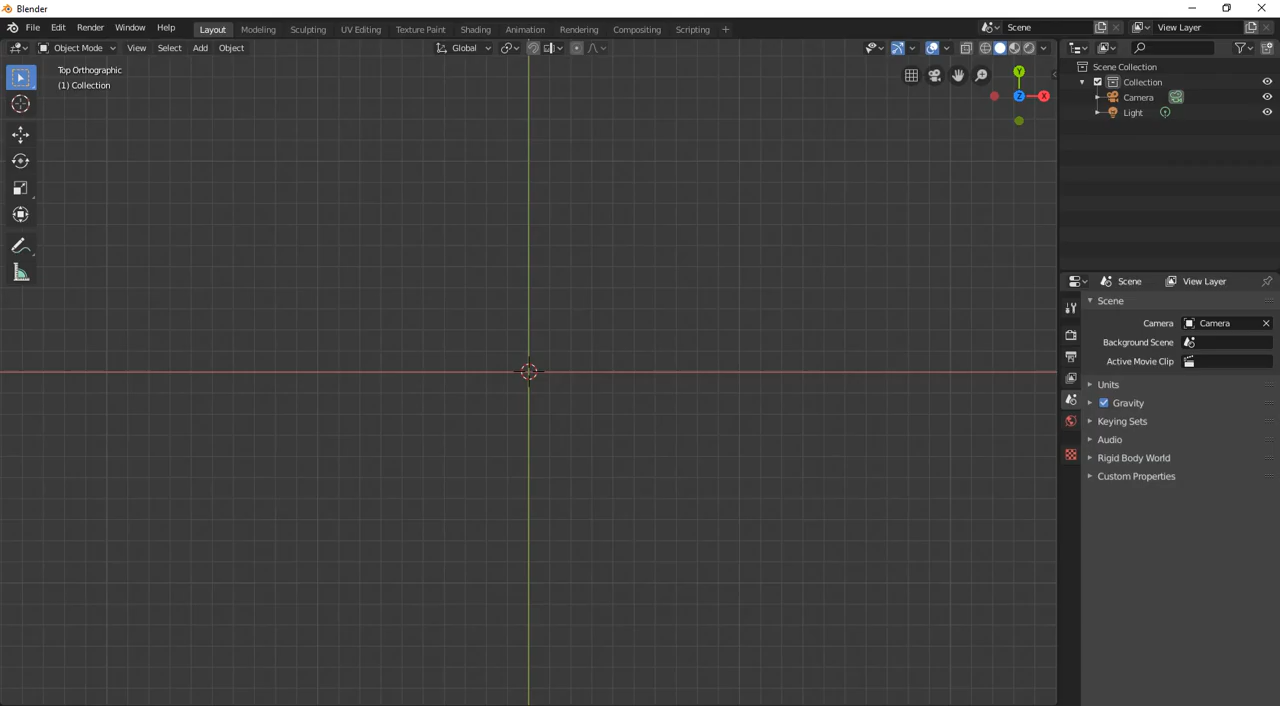 Blender
File Edit Render Window Help Layout Modeling Sculpting UV Editing Texture Paint Shading Animation Rendering Compositing Scripting + Scene View Layer
Object Mode View Select Add Object Global
Top Orthographic
(1) Collection
Y
Z
X
Scene Collection
Collection
Camera
Light
Scene View Layer
Scene
Camera Camera
Background Scene
Active Movie Clip
Units
Gravity
Keying Sets
Audio
Rigid Body World
Custom Properties